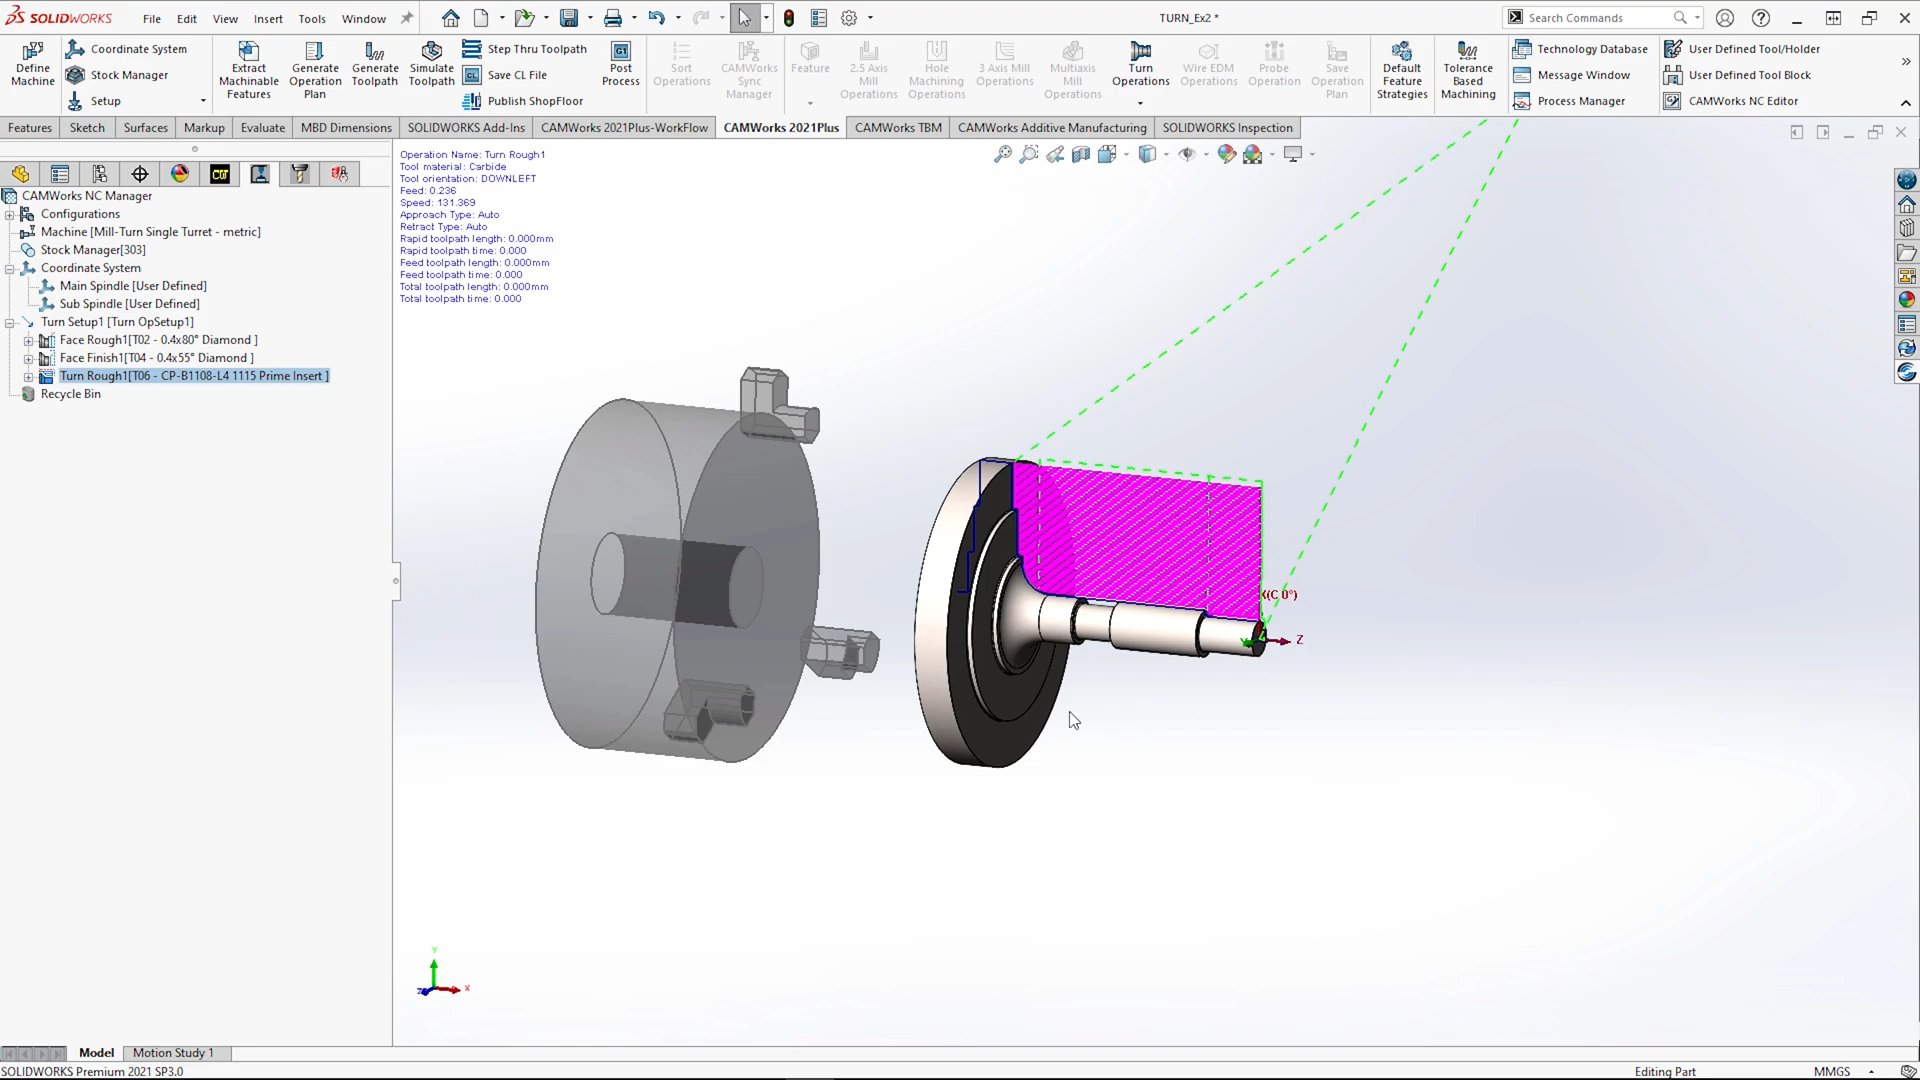 SOLIDWORKS File Edit View Insert Tools Window TURN_Ex2 * Search Commands
Define Machine
Coordinate System
Stock Manager
Setup
Extract Machinable Features
Generate Operation Plan
Generate Toolpath
Simulate Toolpath
Step Thru Toolpath
Save CL File
Publish ShopFloor
Post Process
Sort Operations
CAMWorks Sync Manager
Feature
2.5 Axis Mill Operations
Hole Machining Operations
3 Axis Mill Operations
Multiaxis Mill Operations
Turn Operations
Wire EDM Operations
Probe Operations
Save Operation Plan
Default Feature Strategies
Tolerance Based Machining
Technology Database
Message Window
Process Manager
User Defined Tool/Holder
User Defined Tool Block
CAMWorks NC Editor
Features Sketch Surfaces Markup Evaluate MBD Dimensions SOLIDWORKS Add-Ins CAMWorks 2021Plus-WorkFlow CAMWorks 2021Plus CAMWorks TBM CAMWorks Additive Manufacturing SOLIDWORKS Inspection
CAMWorks NC Manager
Configurations
Machine [Mill-Turn Single Turret - metric]
Stock Manager[303]
Coordinate System
Main Spindle [User Defined]
Sub Spindle [User Defined]
Turn Setup1 [Turn OpSetup1]
Face Rough1[T02 - 0.4x80° Diamond ]
Face Finish1[T04 - 0.4x55° Diamond ]
Turn Rough1[T06 - CP-B1108-L4 1115 Prime Insert ]
Recycle Bin
Operation Name: Turn Rough1
Tool material: Carbide
Tool orientation: DOWNLEFT
Feed: 0.236
Speed: 131.369
Approach Type: Auto
Retract Type: Auto
Rapid toolpath length: 0.000mm
Rapid toolpath time: 0.000
Feed toolpath length: 0.000mm
Feed toolpath time: 0.000
Total toolpath length: 0.000mm
Total toolpath time: 0.000
X(C 0°)
Z
Y
Z X
Model Motion Study 1
SOLIDWORKS Premium 2021 SP3.0 Editing Part MMGS